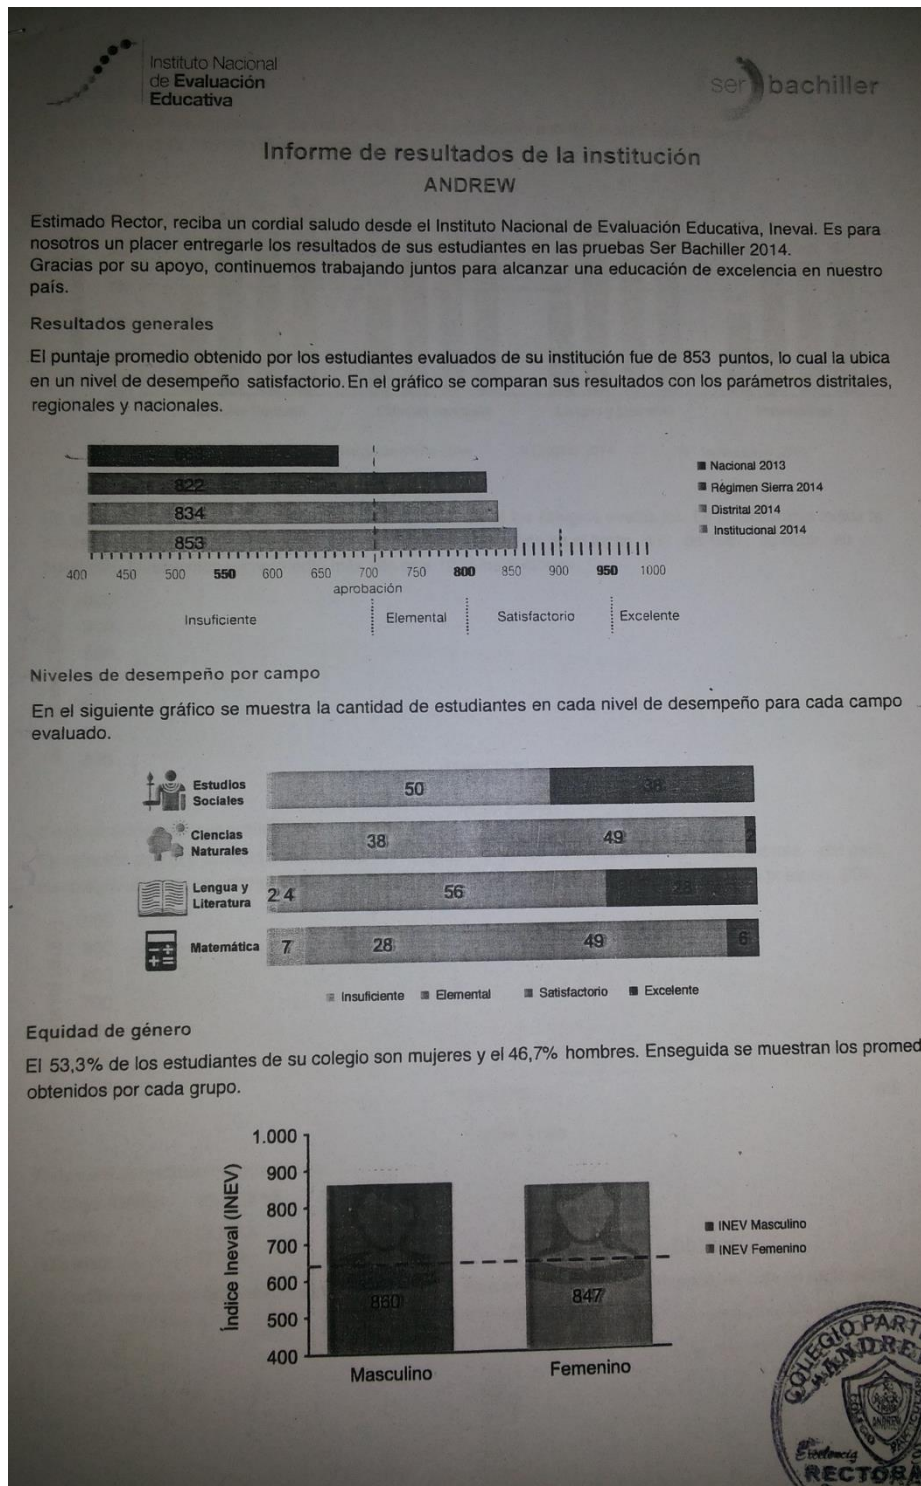 Instituto Nacional
de Evaluación
Educativa
ser bachiller
Informe de resultados de la institución
ANDREW
Estimado Rector, reciba un cordial saludo desde el Instituto Nacional de Evaluación Educativa, Ineval. Es para
nosotros un placer entregarle los resultados de sus estudiantes en las pruebas Ser Bachiller 2014.
Gracias por su apoyo, continuemos trabajando juntos para alcanzar una educación de excelencia en nuestro
país.
Resultados generales
El puntaje promedio obtenido por los estudiantes evaluados de su institución fue de 853 puntos, lo cual la ubica
en un nivel de desempeño satisfactorio. En el gráfico se comparan sus resultados con los parámetros distritales,
regionales y nacionales.
822
834
853
Nacional 2013
Régimen Sierra 2014
Distrital 2014
Institucional 2014
400 450 500 550 600 650 700 750 800 850 900 950 1000
aprobación
Insuficiente Elemental Satisfactorio Excelente
Niveles de desempeño por campo
En el siguiente gráfico se muestra la cantidad de estudiantes en cada nivel de desempeño para cada campo
evaluado.
Estudios
Sociales
50 38
Ciencias
Naturales
38 49 2
Lengua y
Literatura
2 4 56 28
Matemática 7 28 49 6
Insuficiente Elemental Satisfactorio Excelente
Equidad de género
El 53,3% de los estudiantes de su colegio son mujeres y el 46,7% hombres. Enseguida se muestran los promed
obtenidos por cada grupo.
Índice Ineval (INEV)
1.000
900
800
700
600
500
400
860
847
Masculino Femenino
INEV Masculino
INEV Femenino
COLEGIO PART
"ANDRE
ANDREW
Excelencia
RECTORA